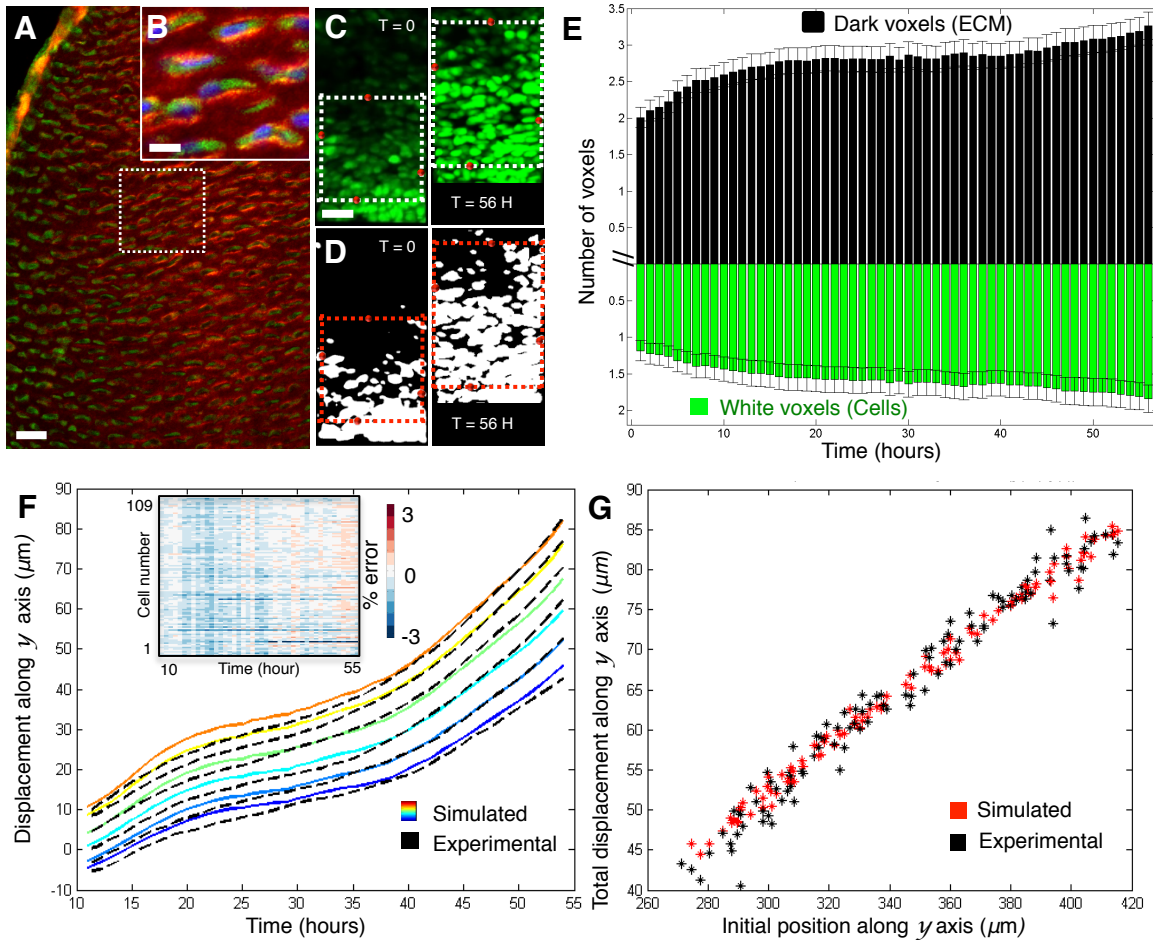 A
B
C
T = 0
T = 56 H
D
T = 0
T = 56 H
E
Dark voxels (ECM)
Number of voxels
3.5
3
2.5
2
1.5
1
0.5
0.5
1
1.5
2
White voxels (Cells)
0 10 20 30 40 50
Time (hours)
F
Displacement along y axis (μm)
90
80
70
60
50
40
30
20
10
0
-10
109
Cell number
1
10 Time (hour) 55
% error
3
0
-3
Simulated
Experimental
10 15 20 25 30 35 40 45 50 55
Time (hours)
G
Total displacement along y axis (μm)
90
85
80
75
70
65
60
55
50
45
40
Simulated
Experimental
260 280 300 320 340 360 380 400 420
Initial position along y axis (μm)